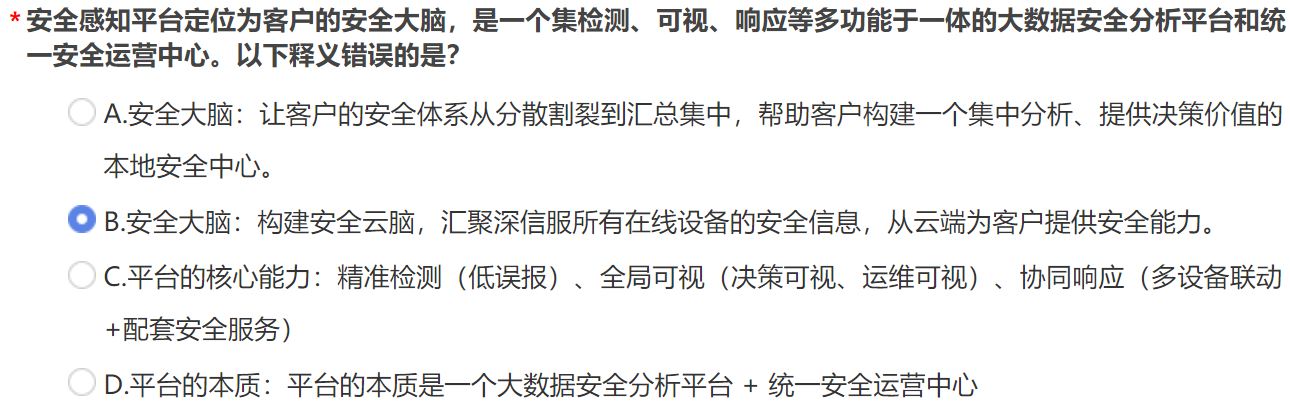 * 安全感知平台定位为客户的安全大脑，是一个集检测、可视、响应等多功能于一体的大数据安全分析平台和统
一安全运营中心。以下释义错误的是？
A.安全大脑：让客户的安全体系从分散割裂到汇总集中，帮助客户构建一个集中分析、提供决策价值的
本地安全中心。
B.安全大脑：构建安全云脑，汇聚深信服所有在线设备的安全信息，从云端为客户提供安全能力。
C.平台的核心能力：精准检测（低误报）、全局可视（决策可视、运维可视）、协同响应（多设备联动
+配套安全服务）
D.平台的本质：平台的本质是一个大数据安全分析平台 + 统一安全运营中心